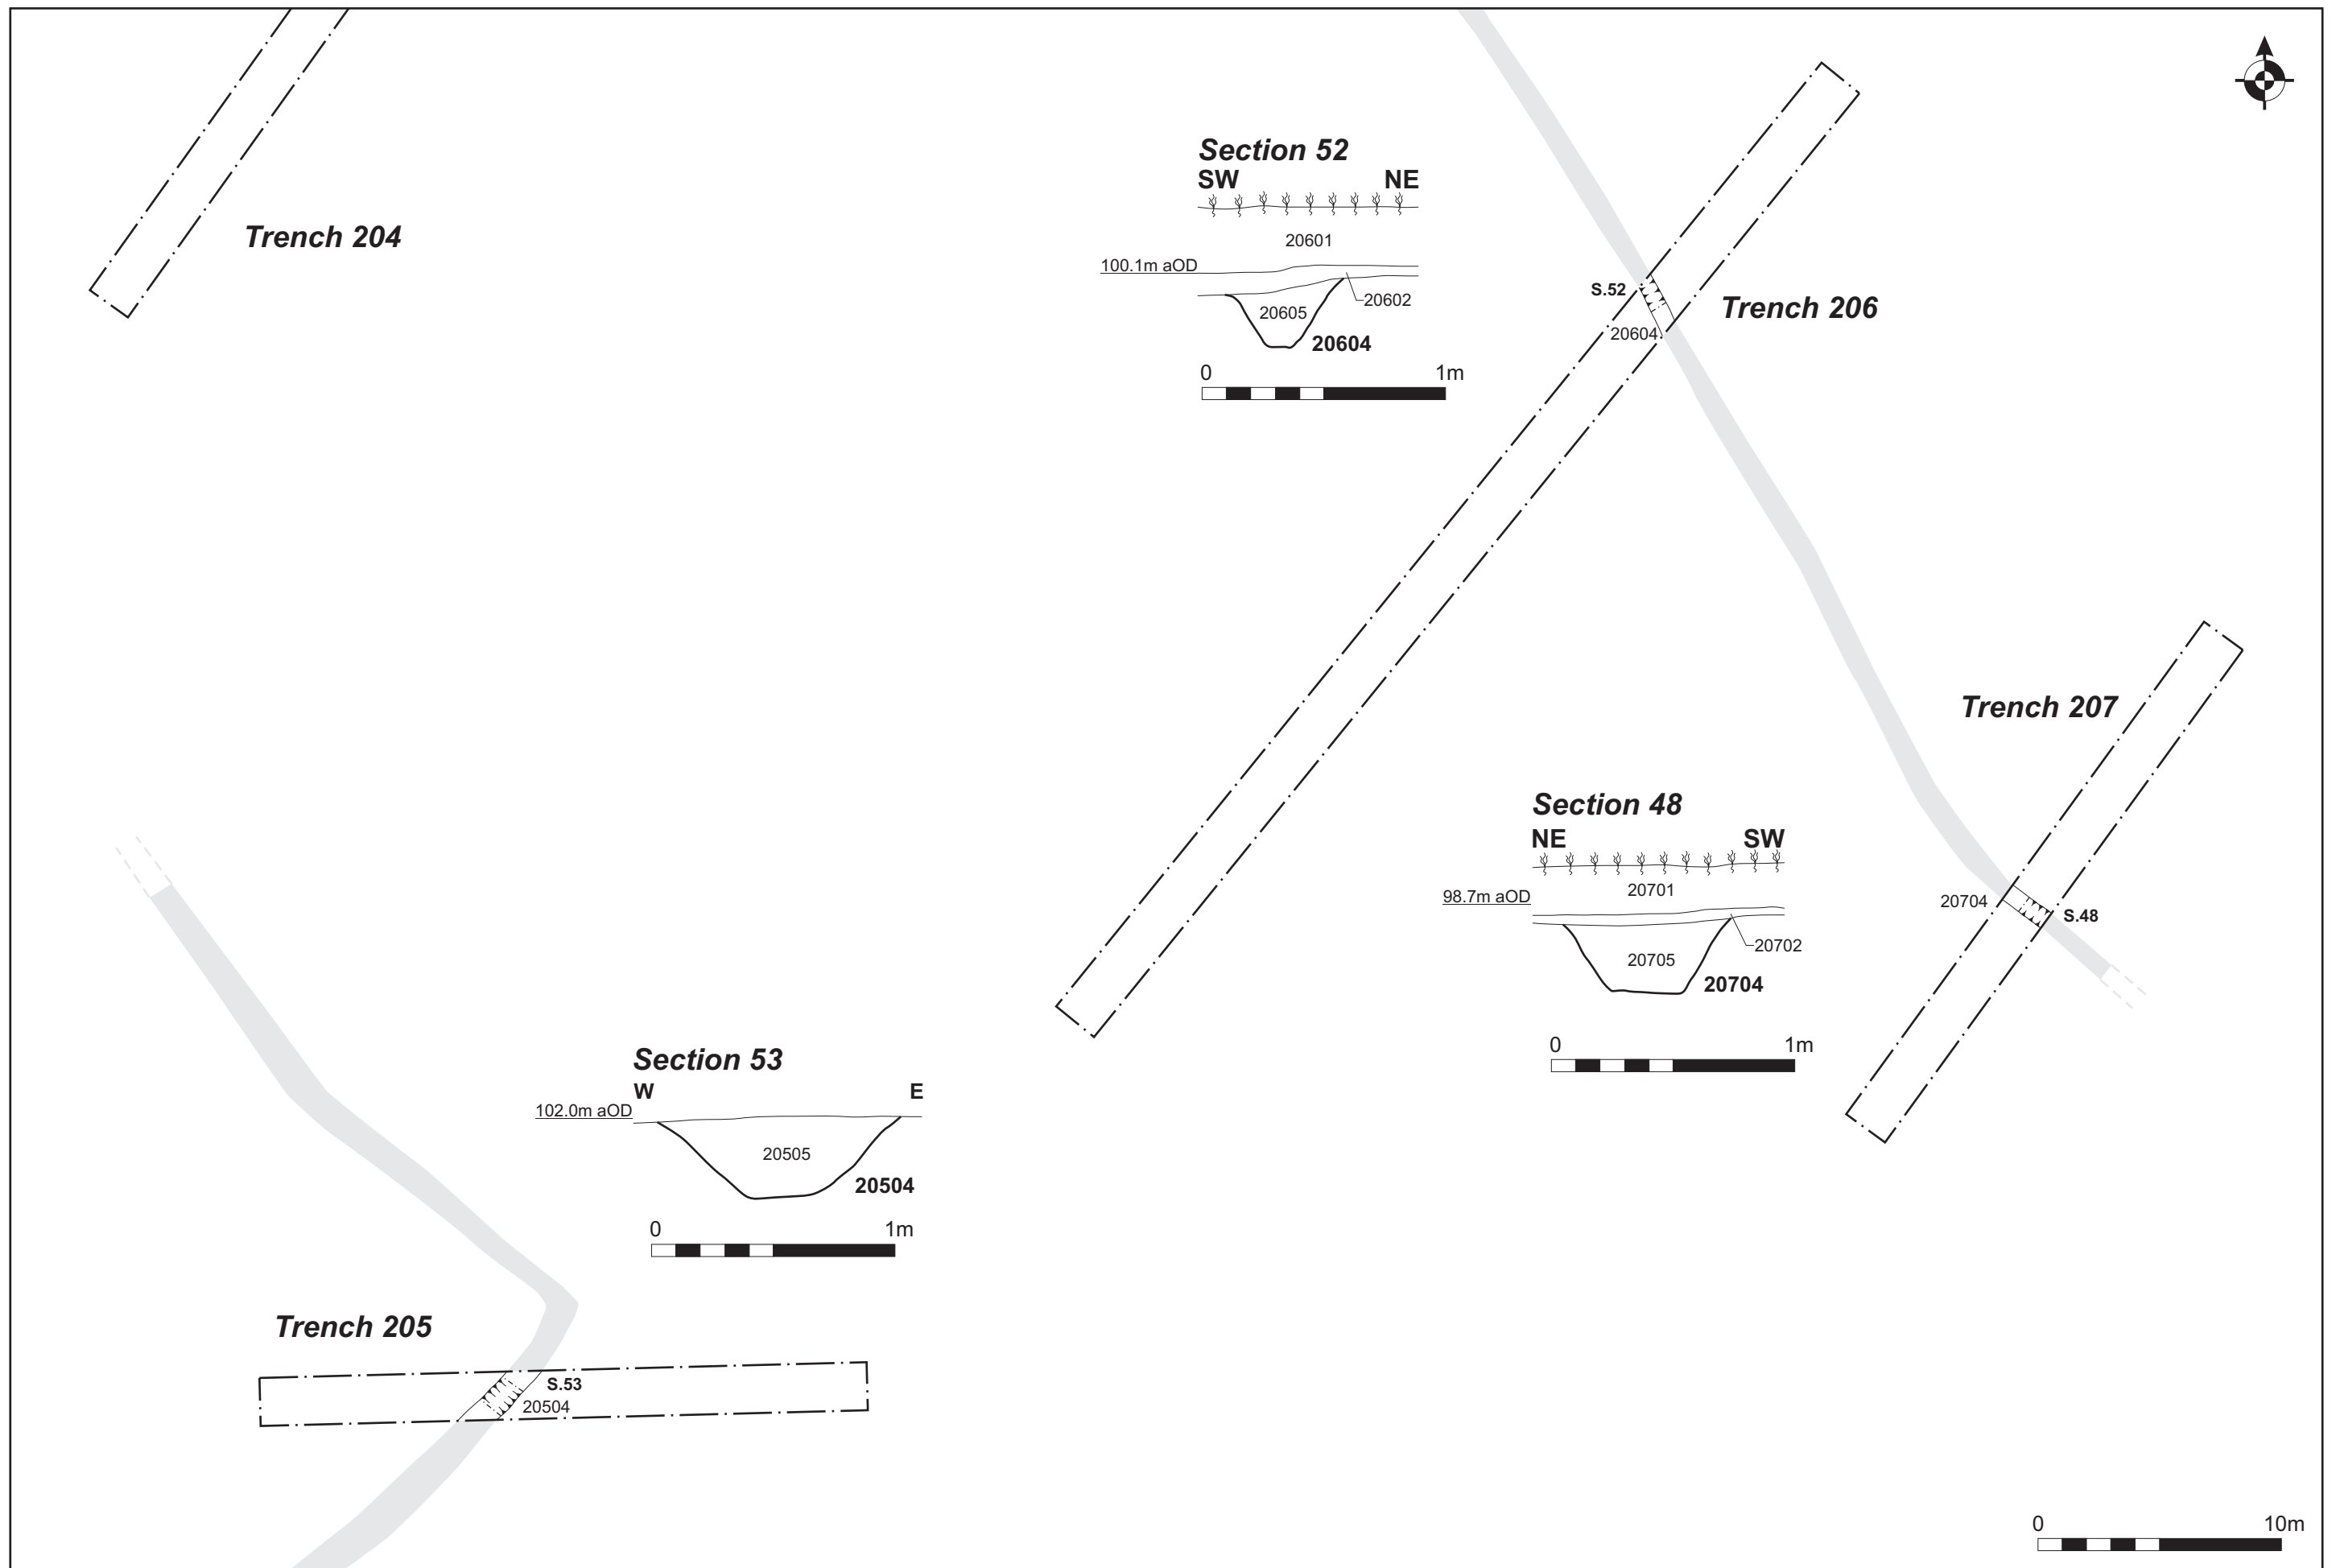 Trench 204
Section 52
SW NE
20601
100.1m aOD
20602
20605
20604
0 1m
S.52
20604
Trench 206
Trench 207
Section 48
NE SW
20701
98.7m aOD
20702
20705
20704
0 1m
20704
S.48
Section 53
W E
102.0m aOD
20505
20504
0 1m
Trench 205
S.53
20504
0 10m